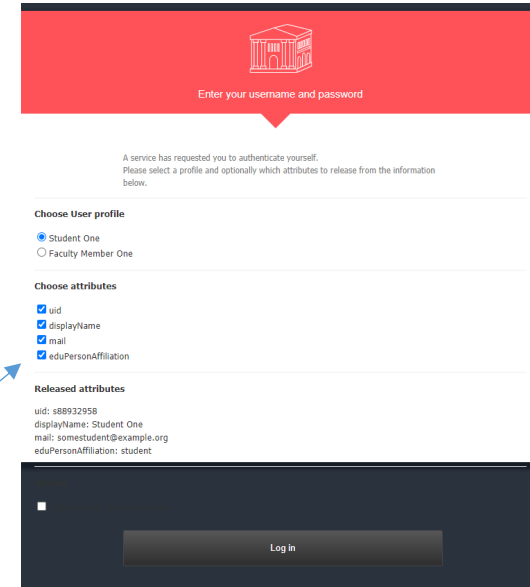 Enter your username and password
A service has requested you to authenticate yourself.
Please select a profile and optionally which attributes to release from the information
below.
Choose User profile
Student One
Faculty Member One
Choose attributes
uid
displayName
mail
eduPersonAffiliation
Released attributes
uid: s88932958
displayName: Student One
mail: somestudent@example.org
eduPersonAffiliation: student
Log in